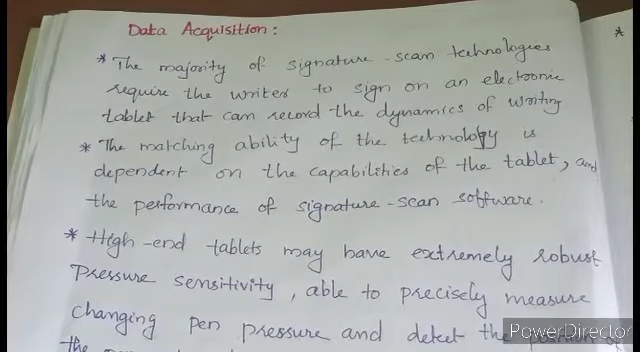 Data Acquisition :
* The majority of signature-scan technologies
require the writer to sign on an electronic
tablet that can record the dynamics of writing
* The matching ability of the technology is
dependent on the capabilities of the tablet, and
the performance of signature-scan software.
* High-end tablets may have extremely robust
Pressure sensitivity, able to precisely measure
changing pen pressure and detect the position of
the
*
PowerDirector